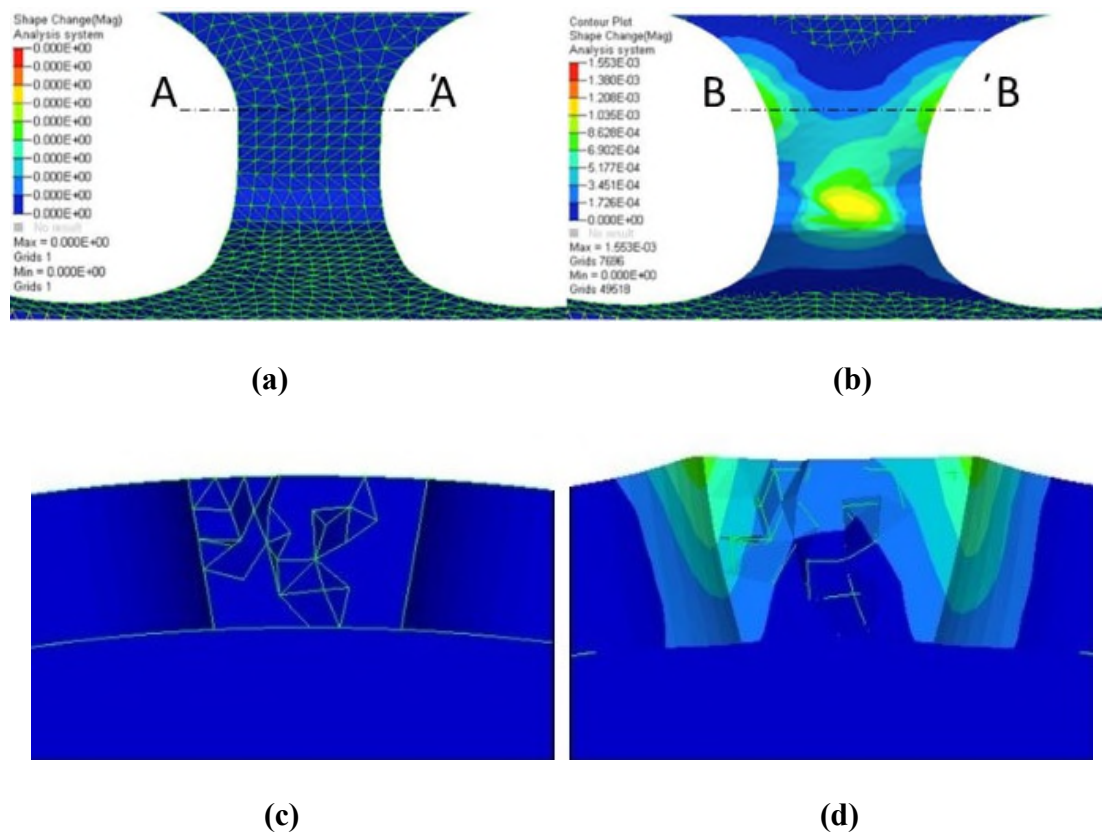 Shape Change(Mag)
Analysis system
0.000E+00
0.000E+00
0.000E+00
0.000E+00
0.000E+00
0.000E+00
0.000E+00
0.000E+00
0.000E+00
0.000E+00
No result
Max = 0.000E+00
Grids 1
Min = 0.000E+00
Grids 1
A 'A
Contour Plot
Shape Change(Mag)
Analysis system
1.553E-03
1.380E-03
1.208E-03
1.035E-03
8.628E-04
6.902E-04
5.177E-04
3.451E-04
1.726E-04
0.000E+00
No result
Max = 1.553E-03
Grids 7696
Min = 0.000E+00
Grids 49518
B 'B
(a)
(b)
(c)
(d)